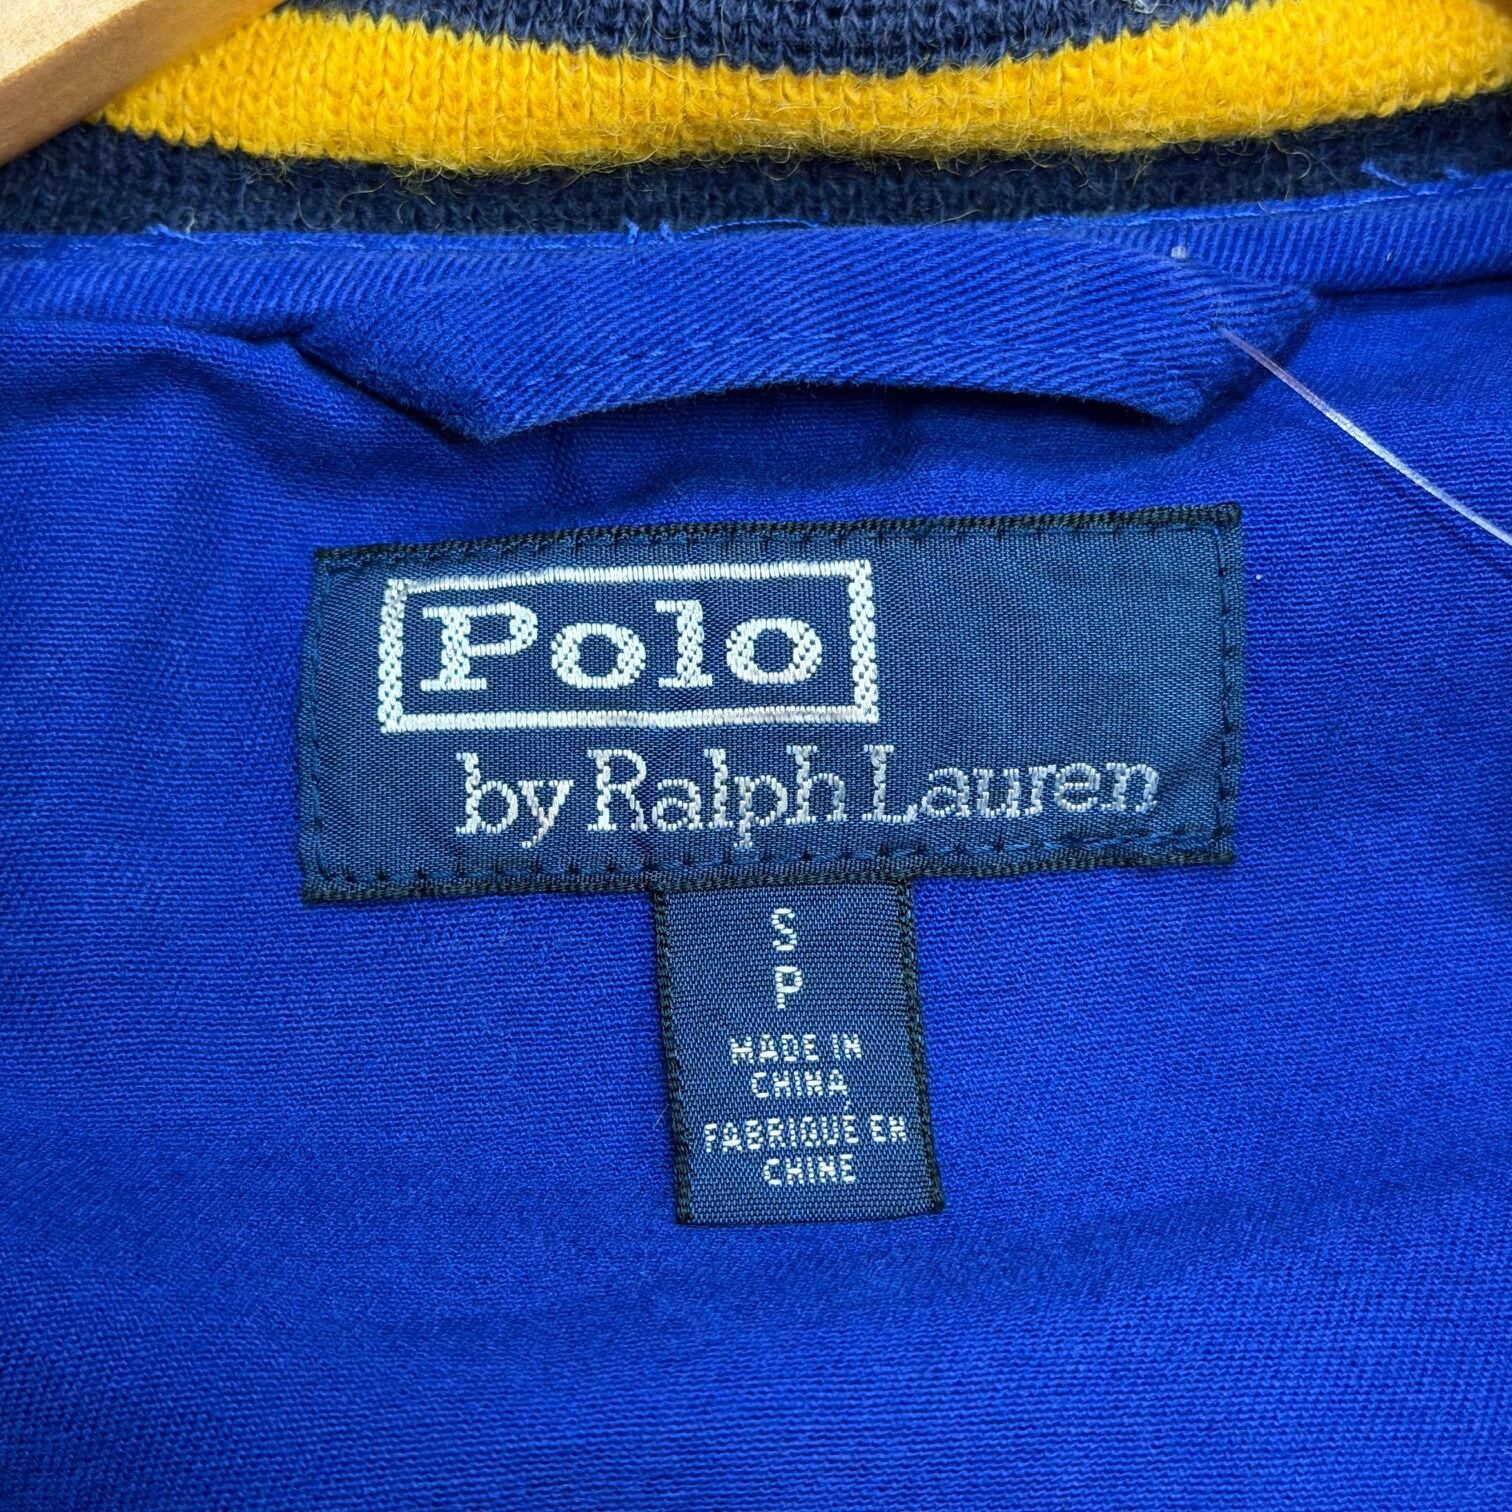 Polo
by Ralph Lauren
S
P
MADE IN
CHINA
FABRIQUÉ EN
CHINE